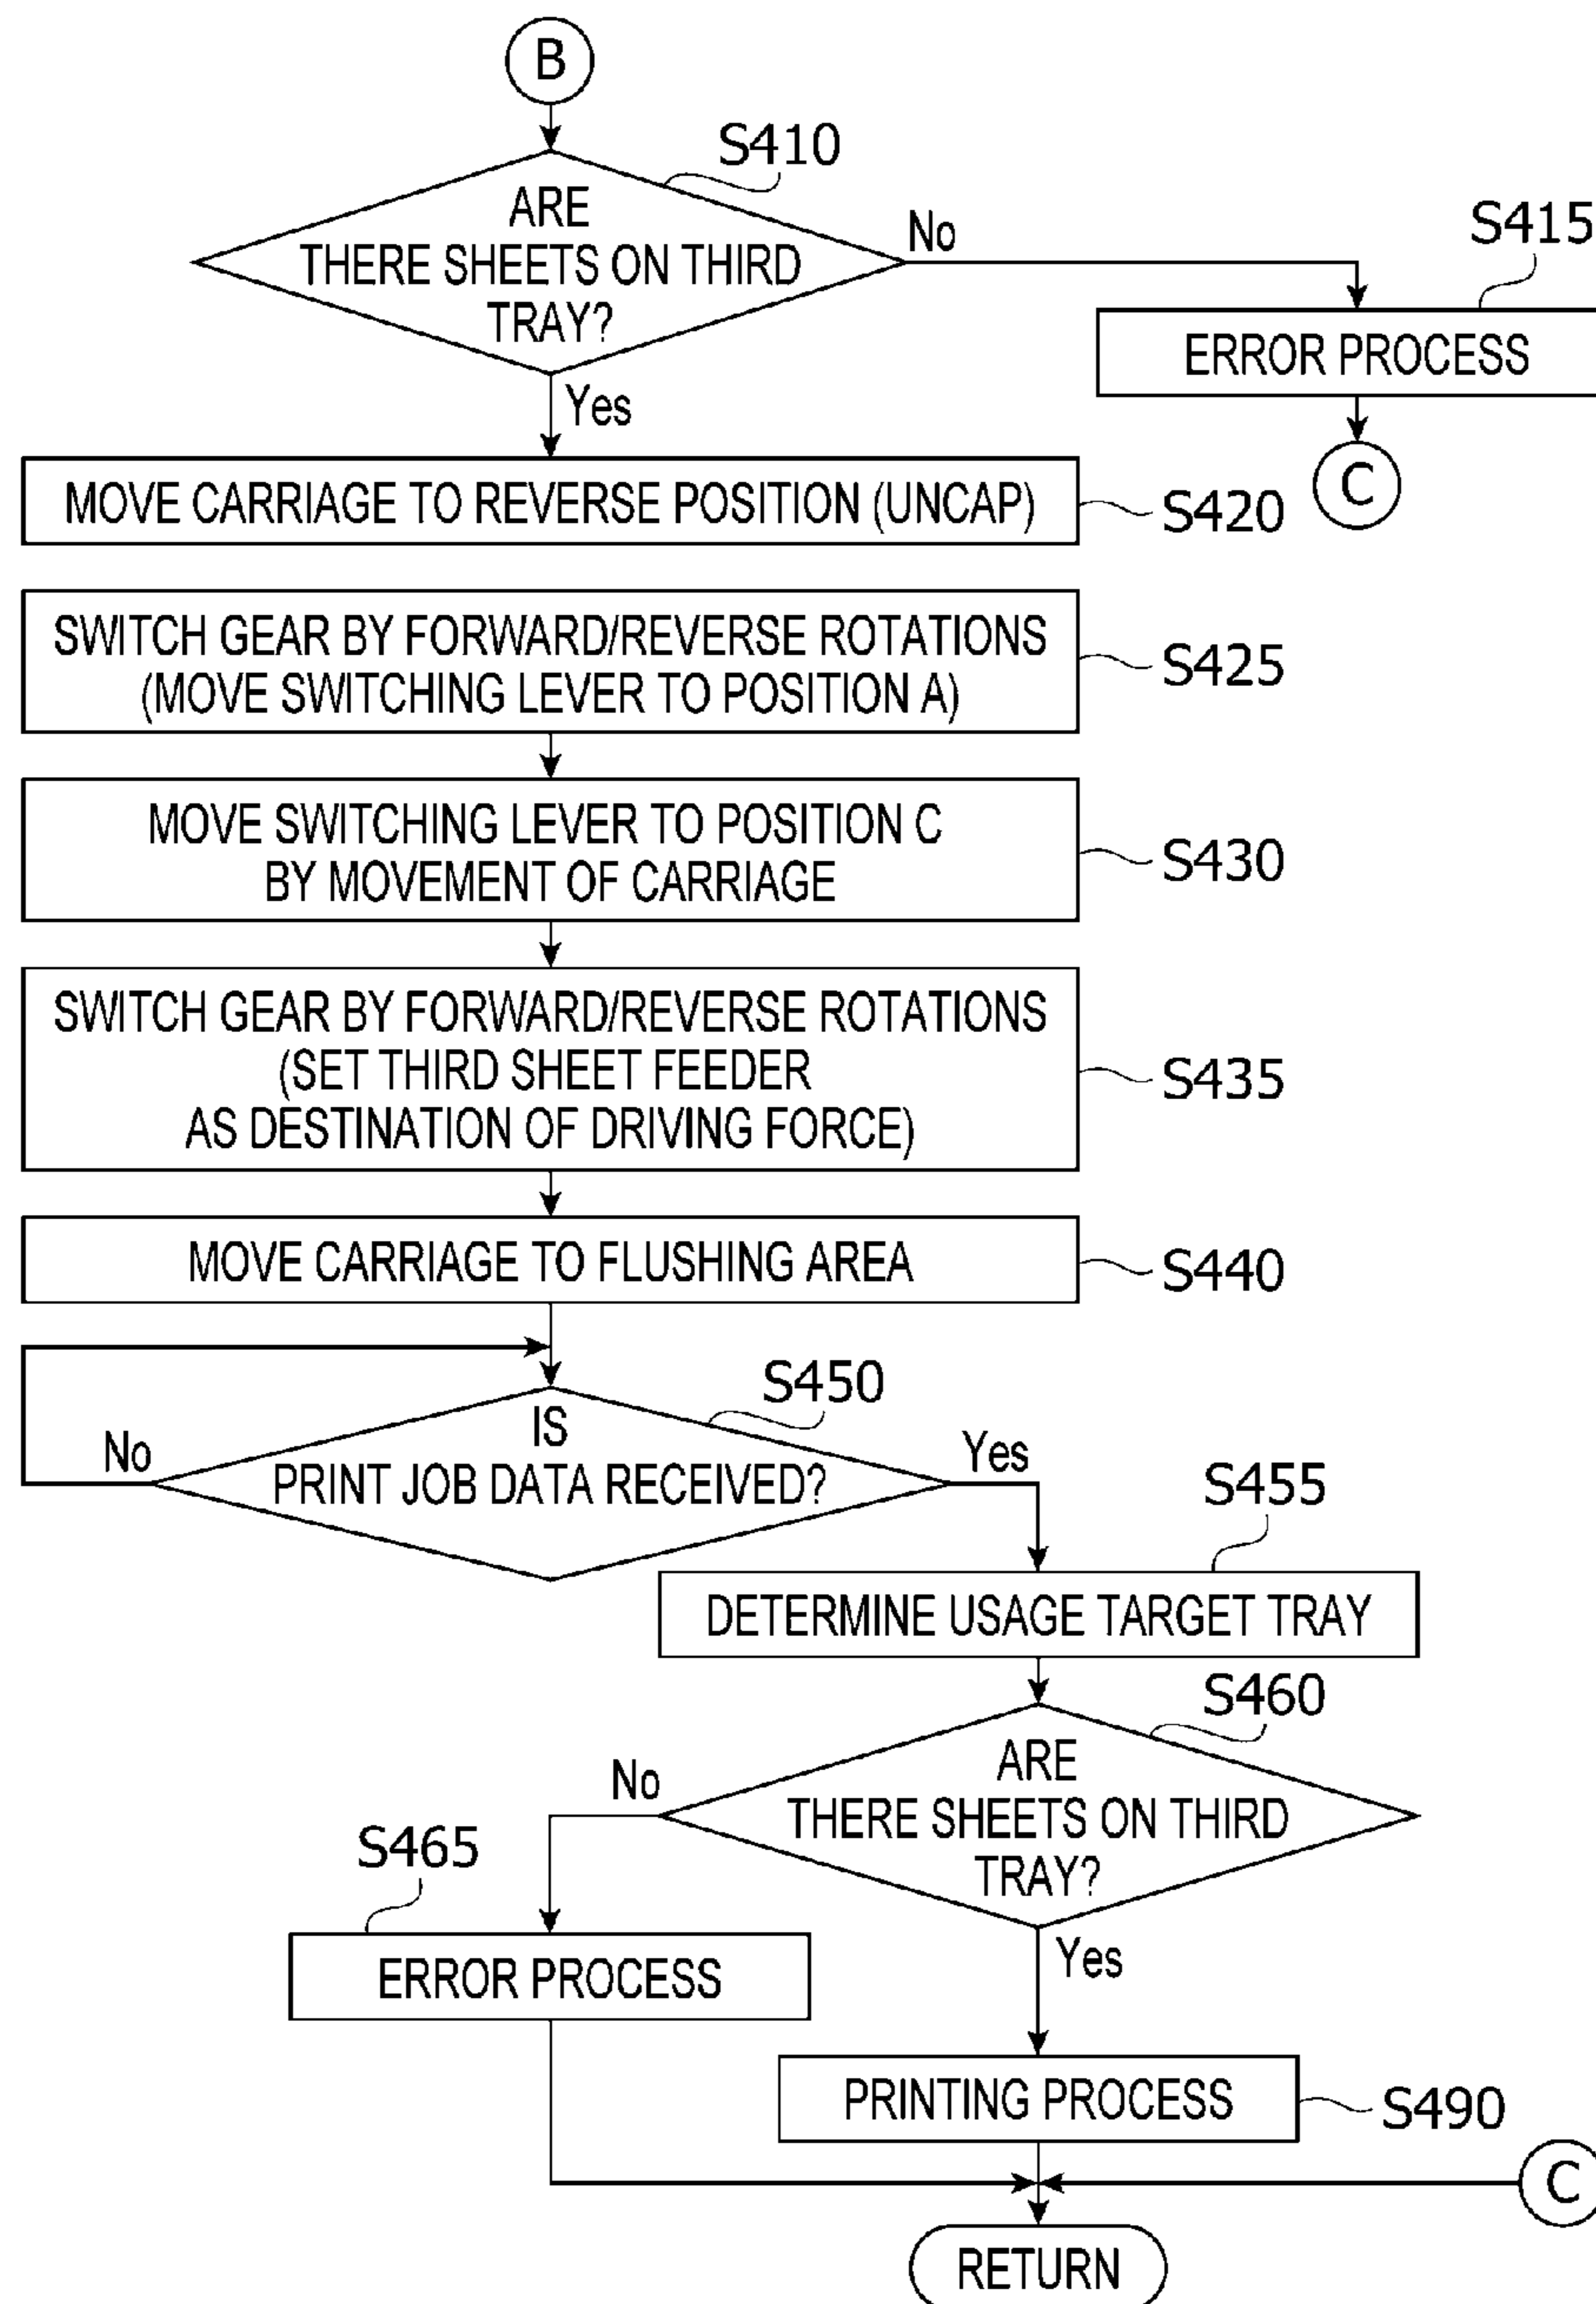 B
S410
ARE
THERE SHEETS ON THIRD
TRAY?
No
S415
ERROR PROCESS
C
Yes
MOVE CARRIAGE TO REVERSE POSITION (UNCAP)
S420
SWITCH GEAR BY FORWARD/REVERSE ROTATIONS
(MOVE SWITCHING LEVER TO POSITION A)
S425
MOVE SWITCHING LEVER TO POSITION C
BY MOVEMENT OF CARRIAGE
S430
SWITCH GEAR BY FORWARD/REVERSE ROTATIONS
(SET THIRD SHEET FEEDER
AS DESTINATION OF DRIVING FORCE)
S435
MOVE CARRIAGE TO FLUSHING AREA
S440
S450
IS
PRINT JOB DATA RECEIVED?
No
Yes
S455
DETERMINE USAGE TARGET TRAY
S460
ARE
THERE SHEETS ON THIRD
TRAY?
No
S465
ERROR PROCESS
Yes
PRINTING PROCESS
S490
C
RETURN